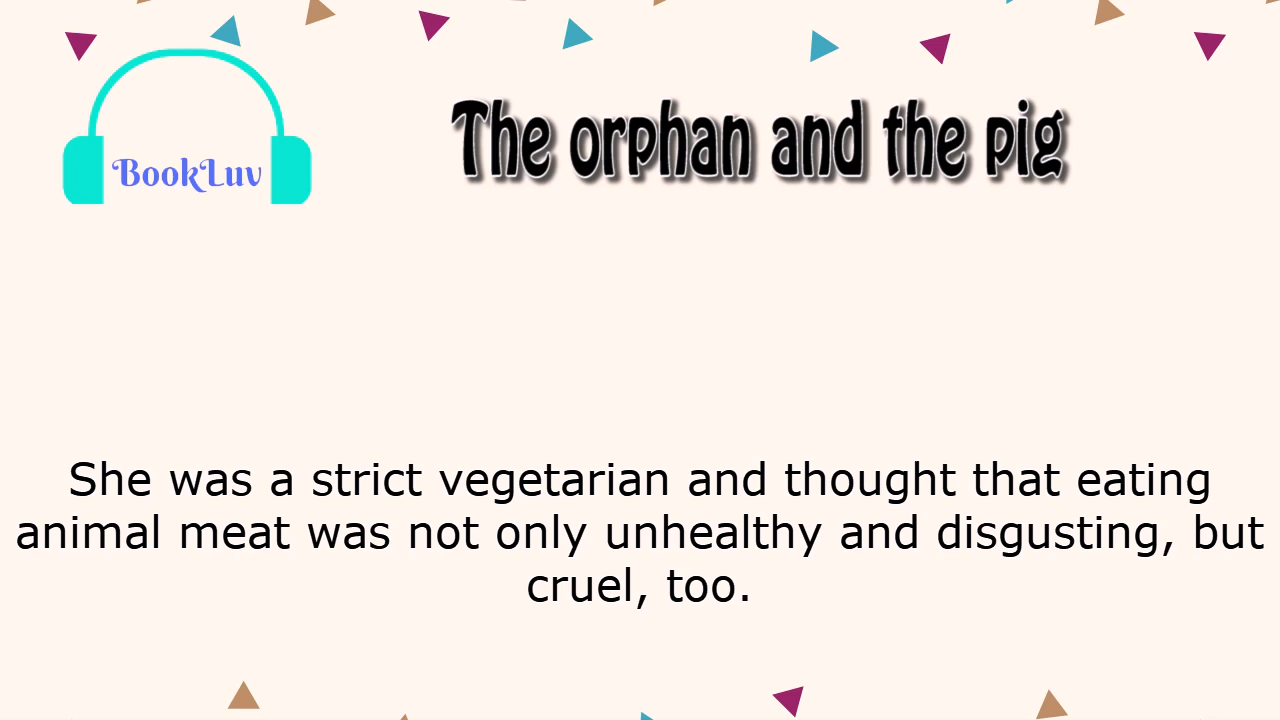 BookLuv
The orphan and the pig
She was a strict vegetarian and thought that eating
animal meat was not only unhealthy and disgusting, but
cruel, too.